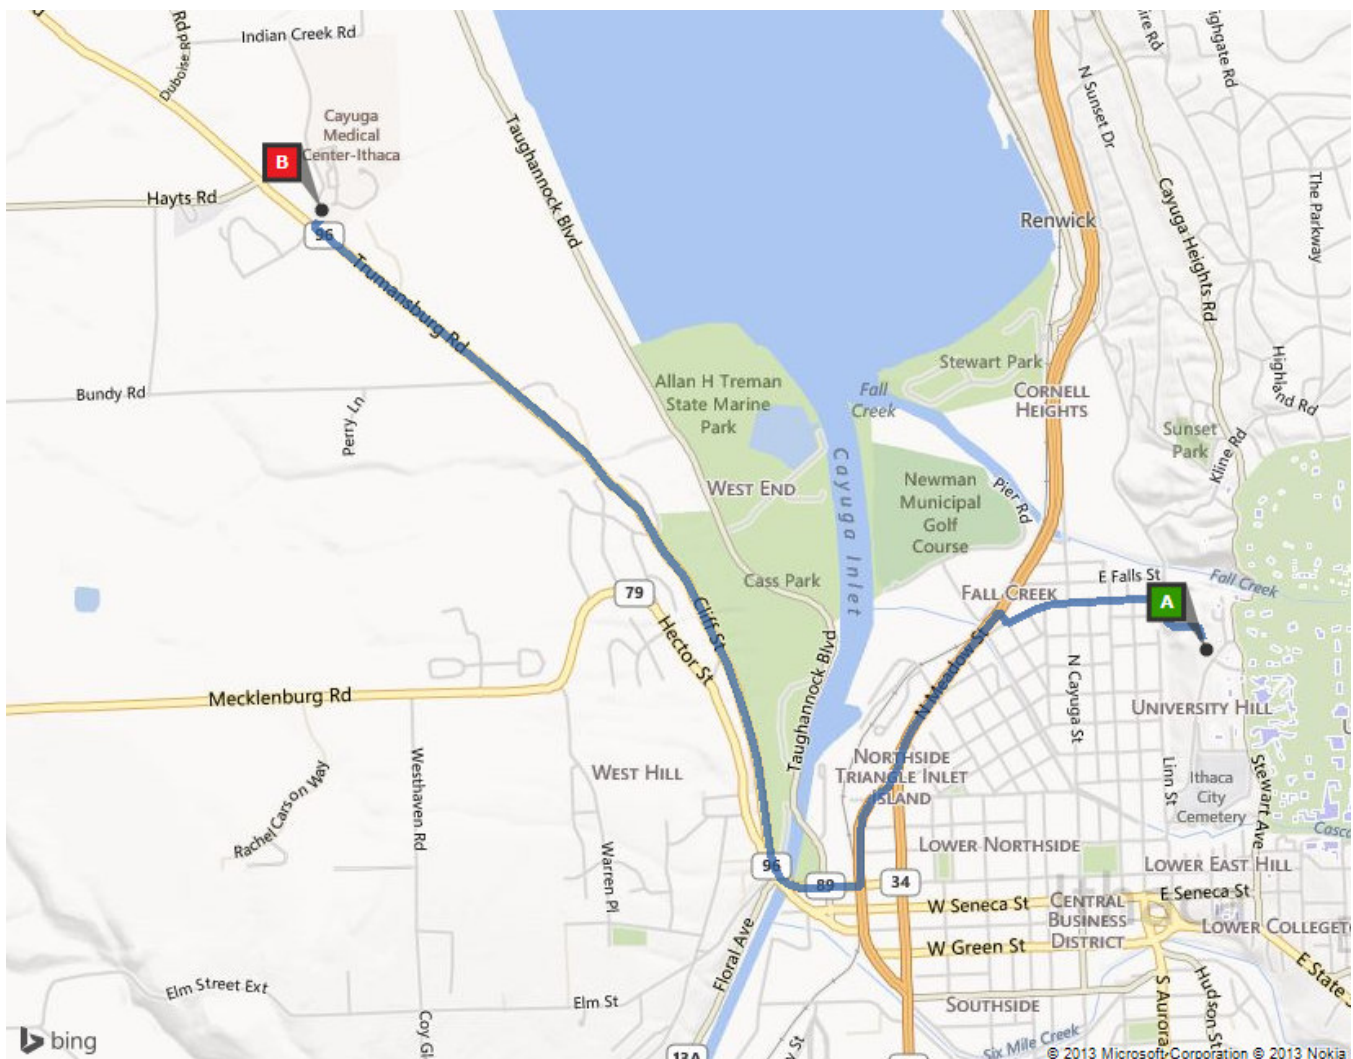 Indian Creek Rd
Duboise Rd
Rd
Cayuga
Medical
Center-Ithaca
B
Hayts Rd
96
Trumansburg Rd
Taughannock Blvd
N Sunset Dr
Cayuga Heights Rd
The Parkway
Renwick
Highland Rd
Bundy Rd
Perry Ln
Allan H Treman
State Marine
Park
Stewart Park
Fall
Creek
CORNELL
HEIGHTS
Sunset
Park
Kline Rd
WEST END
Cayuga Inlet
Newman
Municipal
Golf
Course
Pier Rd
Cass Park
FALL CREEK
E Falls St
Fall Creek
A
79
Hector St
Cliff St
Taughannock Blvd
N Meadow St
N Cayuga St
UNIVERSITY HILL
Mecklenburg Rd
Westhaven Rd
Rachel Carson Way
WEST HILL
Warren Pl
NORTHSIDE
TRIANGLE INLET
ISLAND
Linn St
Ithaca
City
Cemetery
Stewart Ave
LOWER NORTHSIDE
LOWER EAST HILL
96
89
34
W Seneca St
E Seneca St
CENTRAL
BUSINESS
DISTRICT
LOWER COLLEGET
W Green St
E State S
Floral Ave
Elm Street Ext
Elm St
SOUTHSIDE
S Aurora
Hudson St
Six Mile Creek
Coy Gl
13A
bing
© 2013 Microsoft Corporation © 2013 Nokia